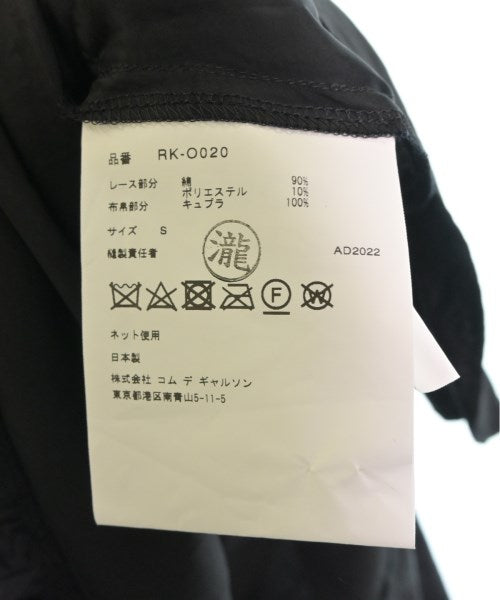 品番 RK-O020
レース部分 綿 90%
ポリエステル 10%
布帛部分 キュプラ 100%
サイズ S
瀧
縫製責任者 AD2022
F
W
ネット使用
日本製
株式会社 コム デ ギャルソン
東京都港区南青山5-11-5